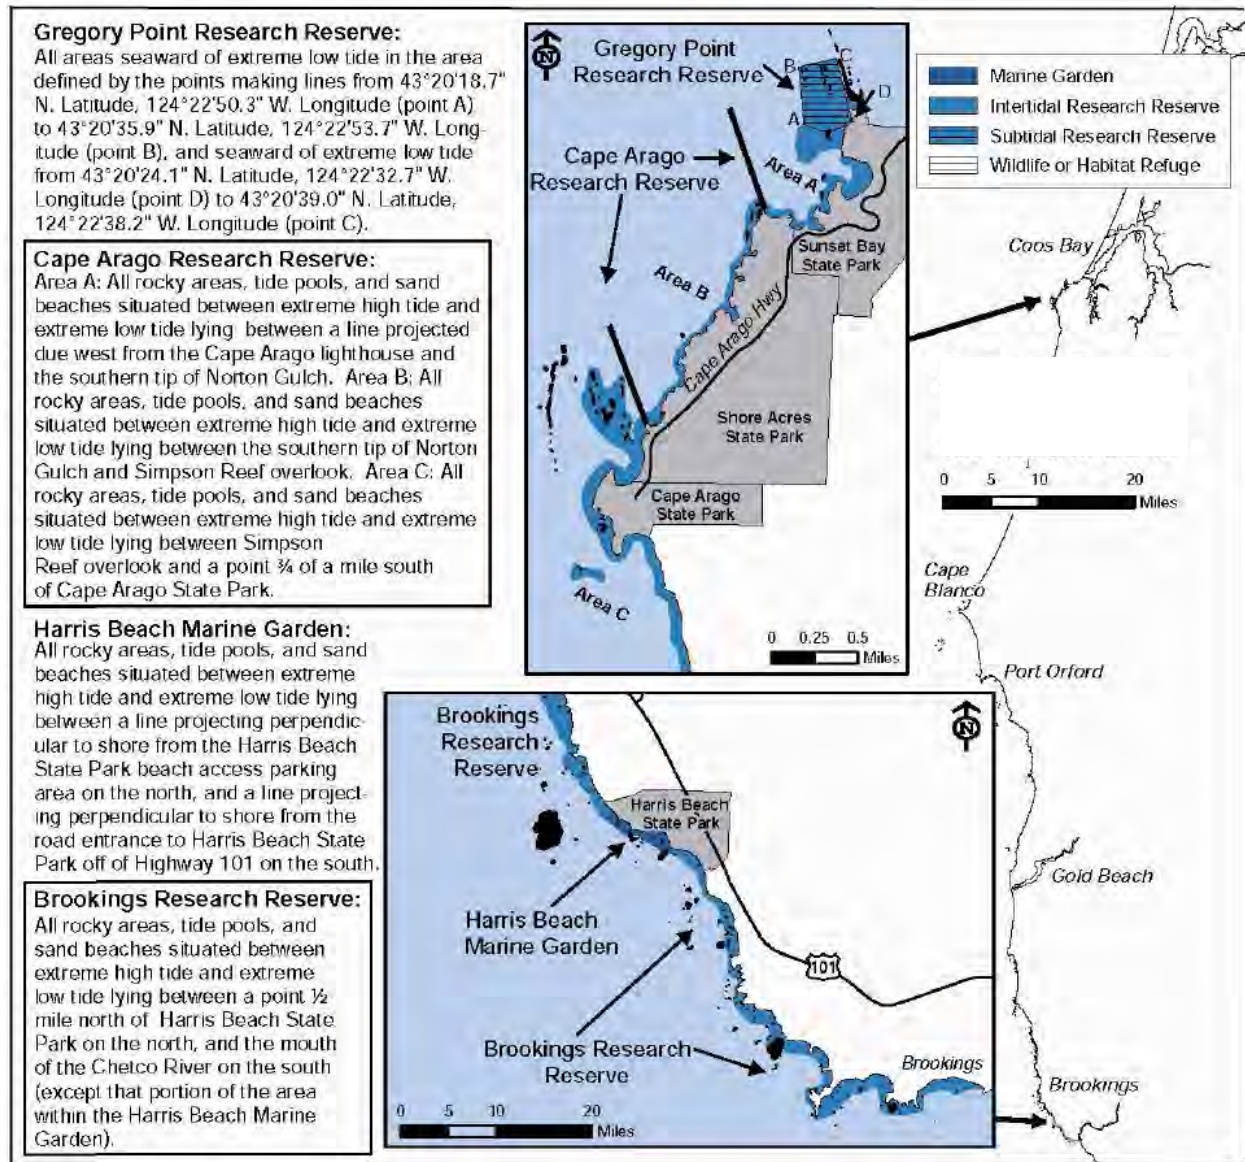 Gregory Point Research Reserve:
All areas seaward of extreme low tide in the area
defined by the points making lines from 43°20'18.7"
N. Latitude, 124°22'50.3" W. Longitude (point A)
to 43°20'35.9" N. Latitude, 124°22'53.7" W. Long-
itude (point B), and seaward of extreme low tide
from 43°20'24.1" N. Latitude, 124°22'32.7" W.
Longitude (point D) to 43°20'39.0" N. Latitude,
124°22'38.2" W. Longitude (point C).
Cape Arago Research Reserve:
Area A: All rocky areas, tide pools, and sand
beaches situated between extreme high tide and
extreme low tide lying between a line projected
due west from the Cape Arago lighthouse and
the southern tip of Norton Gulch. Area B: All
rocky areas, tide pools, and sand beaches
situated between extreme high tide and extreme
low tide lying between the southern tip of Norton
Gulch and Simpson Reef overlook. Area C: All
rocky areas, tide pools, and sand beaches
situated between extreme high tide and extreme
low tide lying between Simpson
Reef overlook and a point ¾ of a mile south
of Cape Arago State Park.
Harris Beach Marine Garden:
All rocky areas, tide pools, and sand
beaches situated between extreme
high tide and extreme low tide lying
between a line projecting perpendic-
ular to shore from the Harris Beach
State Park beach access parking
area on the north, and a line project-
ing perpendicular to shore from the
road entrance to Harris Beach State
Park off of Highway 101 on the south.
Brookings Research Reserve:
All rocky areas, tide pools, and
sand beaches situated between
extreme high tide and extreme
low tide lying between a point ½
mile north of Harris Beach State
Park on the north, and the mouth
of the Chetco River on the south
(except that portion of the area
within the Harris Beach Marine
Garden).
N
Gregory Point
Research Reserve
B
C
D
A
Cape Arago
Research Reserve
Area A
Sunset Bay
State Park
Area B
Cape Arago Hwy
Shore Acres
State Park
Cape Arago
State Park
Area C
0 0.25 0.5
Miles
Marine Garden
Intertidal Research Reserve
Subtidal Research Reserve
Wildlife or Habitat Refuge
Coos Bay
0 5 10 20
Miles
Cape
Blanco
Port Orford
Gold Beach
Brookings
Brookings
Research
Reserve
N
Harris Beach
State Park
Harris Beach
Marine Garden
101
Brookings Research
Reserve
Brookings
0 5 10 20
Miles